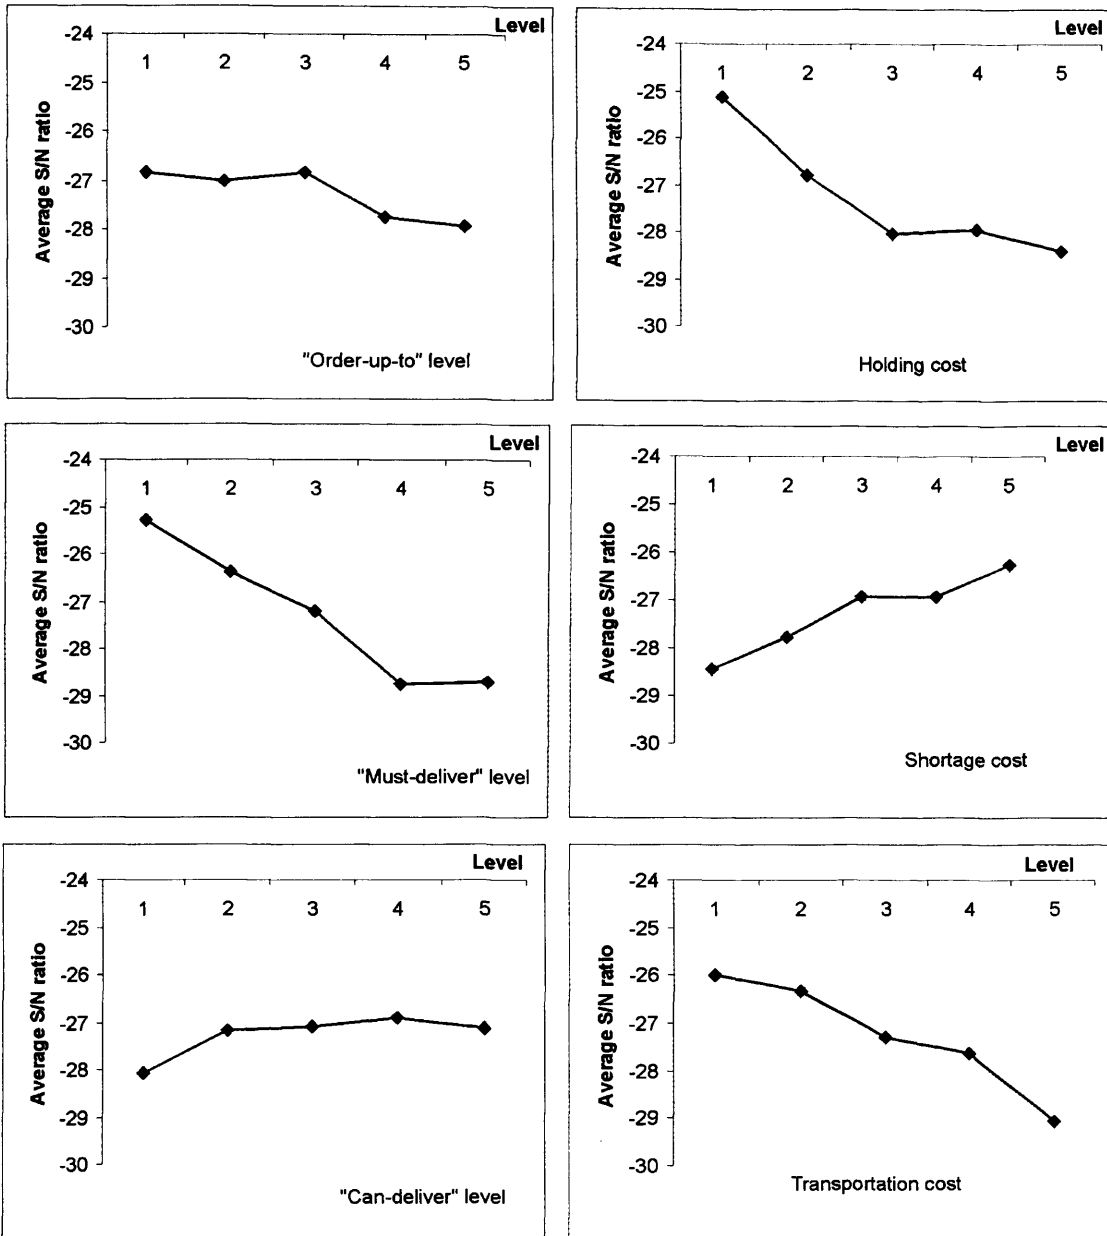 Level
-24
1 2 3 4 5
-25
-26
-27
-28
-29
-30
Average S/N ratio
"Order-up-to" level
Level
-24
1 2 3 4 5
-25
-26
-27
-28
-29
-30
Average S/N ratio
Holding cost
Level
-24
1 2 3 4 5
-25
-26
-27
-28
-29
-30
Average S/N ratio
"Must-deliver" level
Level
-24
1 2 3 4 5
-25
-26
-27
-28
-29
-30
Average S/N ratio
Shortage cost
Level
-24
1 2 3 4 5
-25
-26
-27
-28
-29
-30
Average S/N ratio
"Can-deliver" level
Level
-24
1 2 3 4 5
-25
-26
-27
-28
-29
-30
Average S/N ratio
Transportation cost